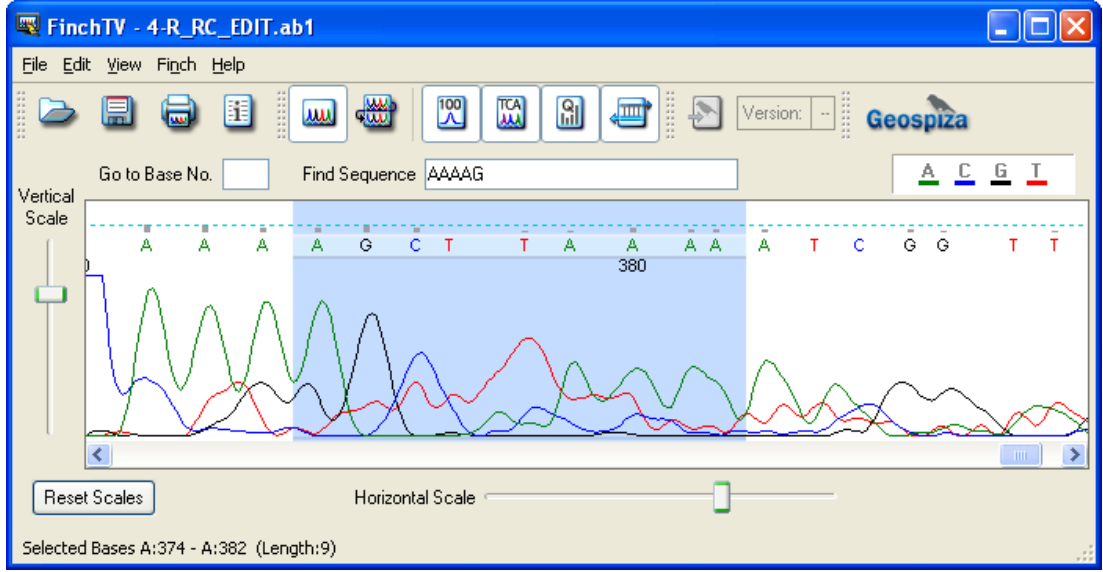 FinchTV - 4-R_RC_EDIT.ab1
File Edit View Finch Help
100 TCA Q Version: -- Geospiza
Go to Base No. Find Sequence AAAAG A C G T
Vertical
Scale
A A A A G C T T A A A A A T C G G T T
380
Reset Scales Horizontal Scale
Selected Bases A:374 - A:382 (Length:9)